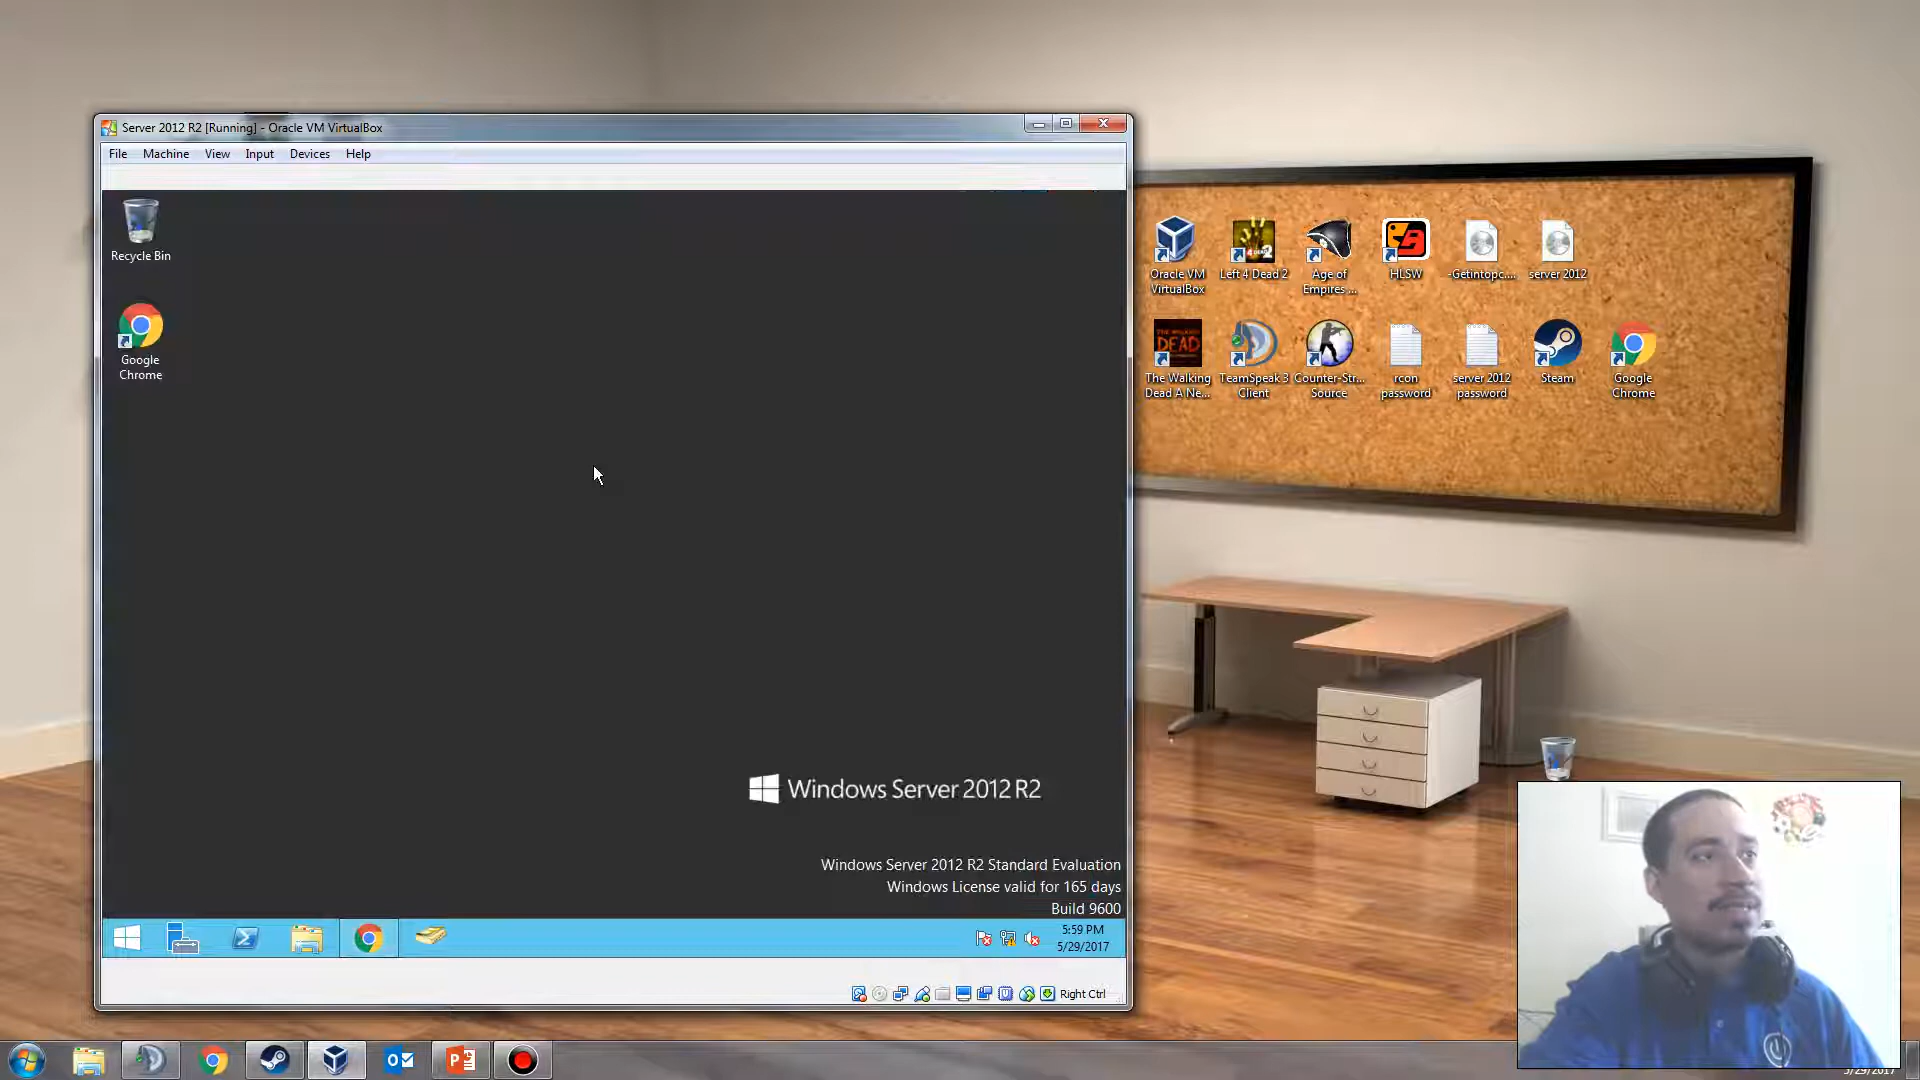 Server 2012 R2 [Running] - Oracle VM VirtualBox
File Machine View Input Devices Help
Recycle Bin
Google
Chrome
Windows Server 2012 R2
Windows Server 2012 R2 Standard Evaluation
Windows License valid for 165 days
Build 9600
5:59 PM
5/29/2017
Right Ctrl
Oracle VM
VirtualBox
Left 4 Dead 2
Age of
Empires ...
HLSW
-Getintopc....
server 2012
The Walking
Dead A Ne...
TeamSpeak 3
Client
Counter-Str...
Source
rcon
password
server 2012
password
Steam
Google
Chrome